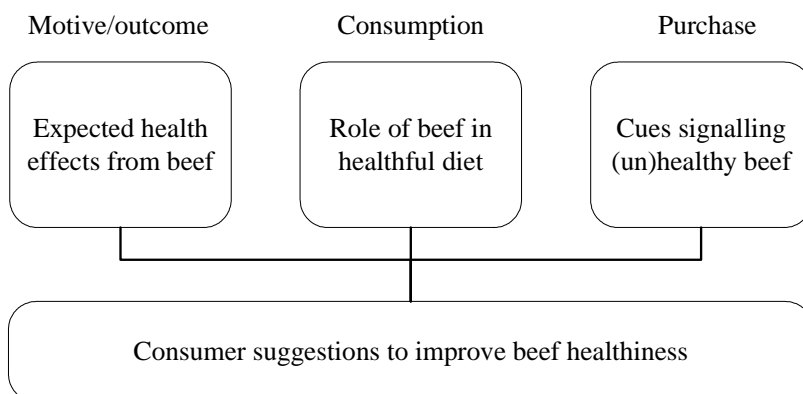 Motive/outcome
Consumption
Purchase
Expected health
effects from beef
Role of beef in
healthful diet
Cues signalling
(un)healthy beef
Consumer suggestions to improve beef healthiness